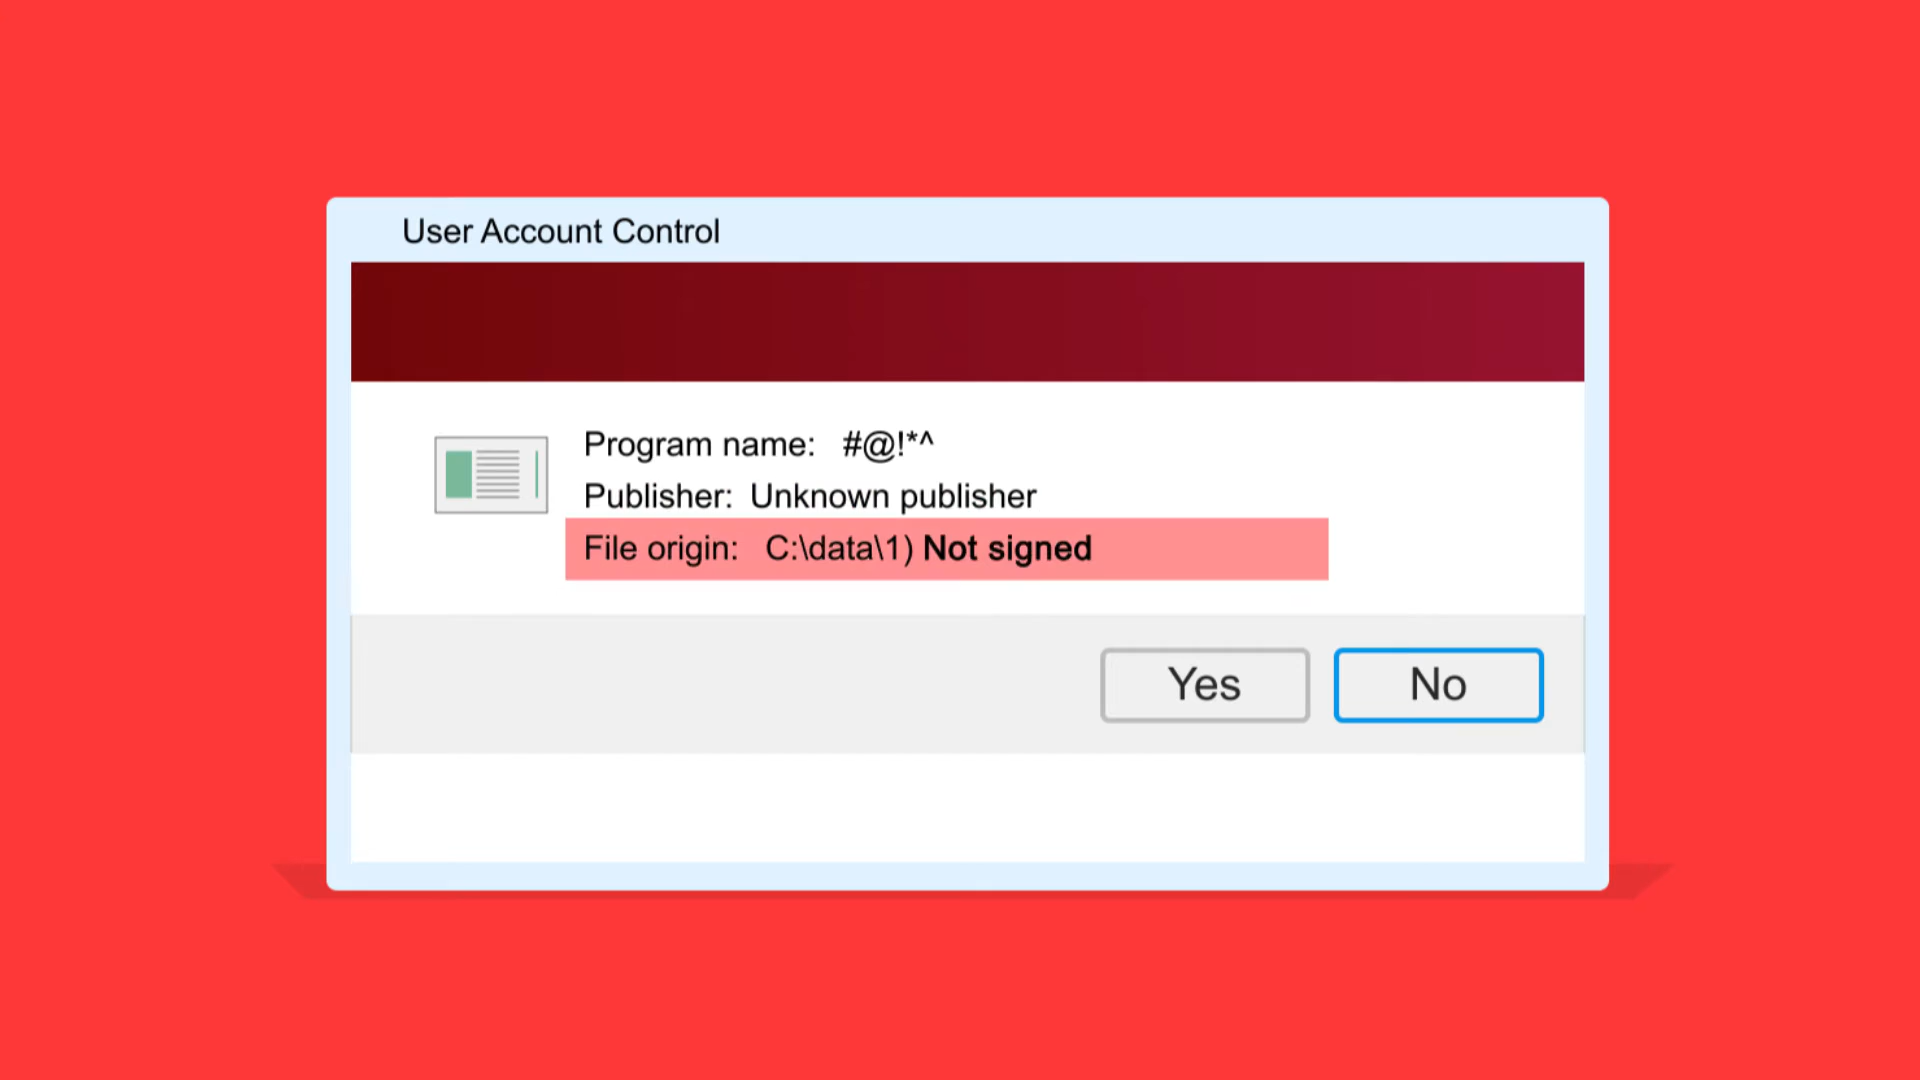 User Account Control
Program name: #@!*^
Publisher: Unknown publisher
File origin: C:\data\1) Not signed
Yes No